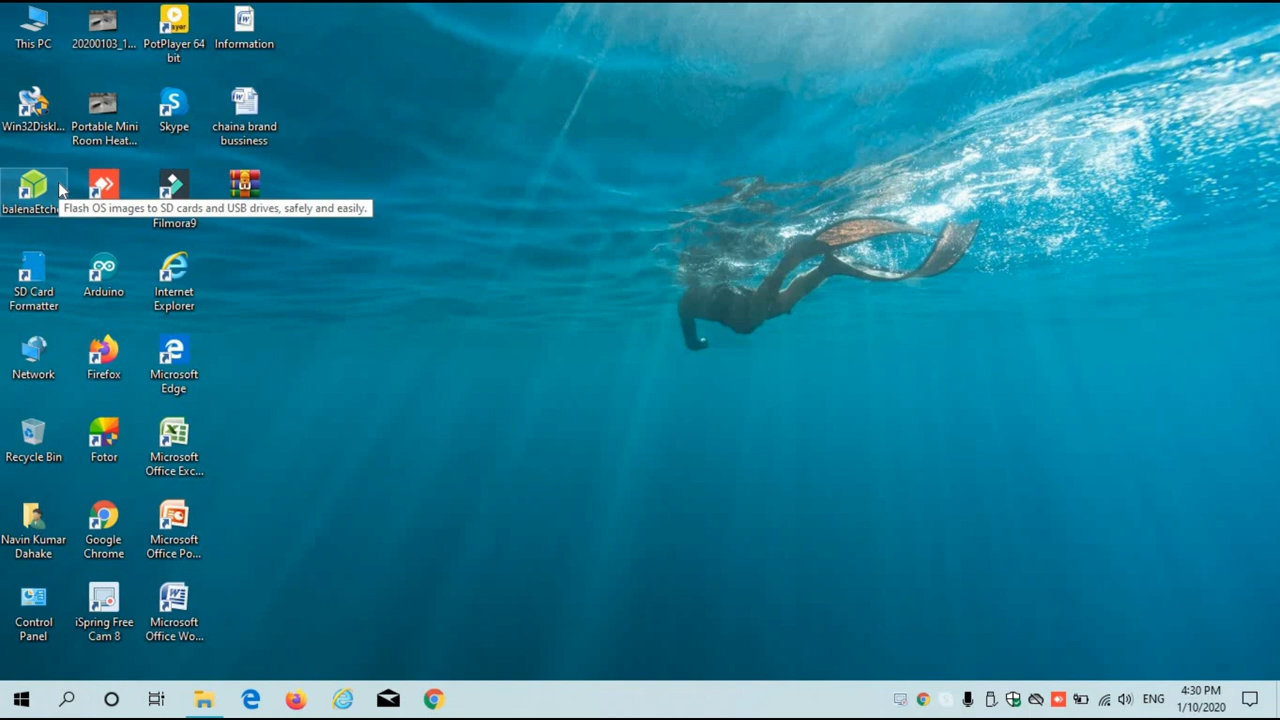 This PC
20200103_1...
PotPlayer 64
bit
Information
Win32DiskI...
Portable Mini
Room Heat...
Skype
chaina brand
bussiness
balenaEtch
Flash OS images to SD cards and USB drives, safely and easily.
Filmora9
SD Card
Formatter
Arduino
Internet
Explorer
Network
Firefox
Microsoft
Edge
Recycle Bin
Fotor
Microsoft
Office Exc...
Navin Kumar
Dahake
Google
Chrome
Microsoft
Office Po...
Control
Panel
iSpring Free
Cam 8
Microsoft
Office Wo...
ENG
4:30 PM
1/10/2020